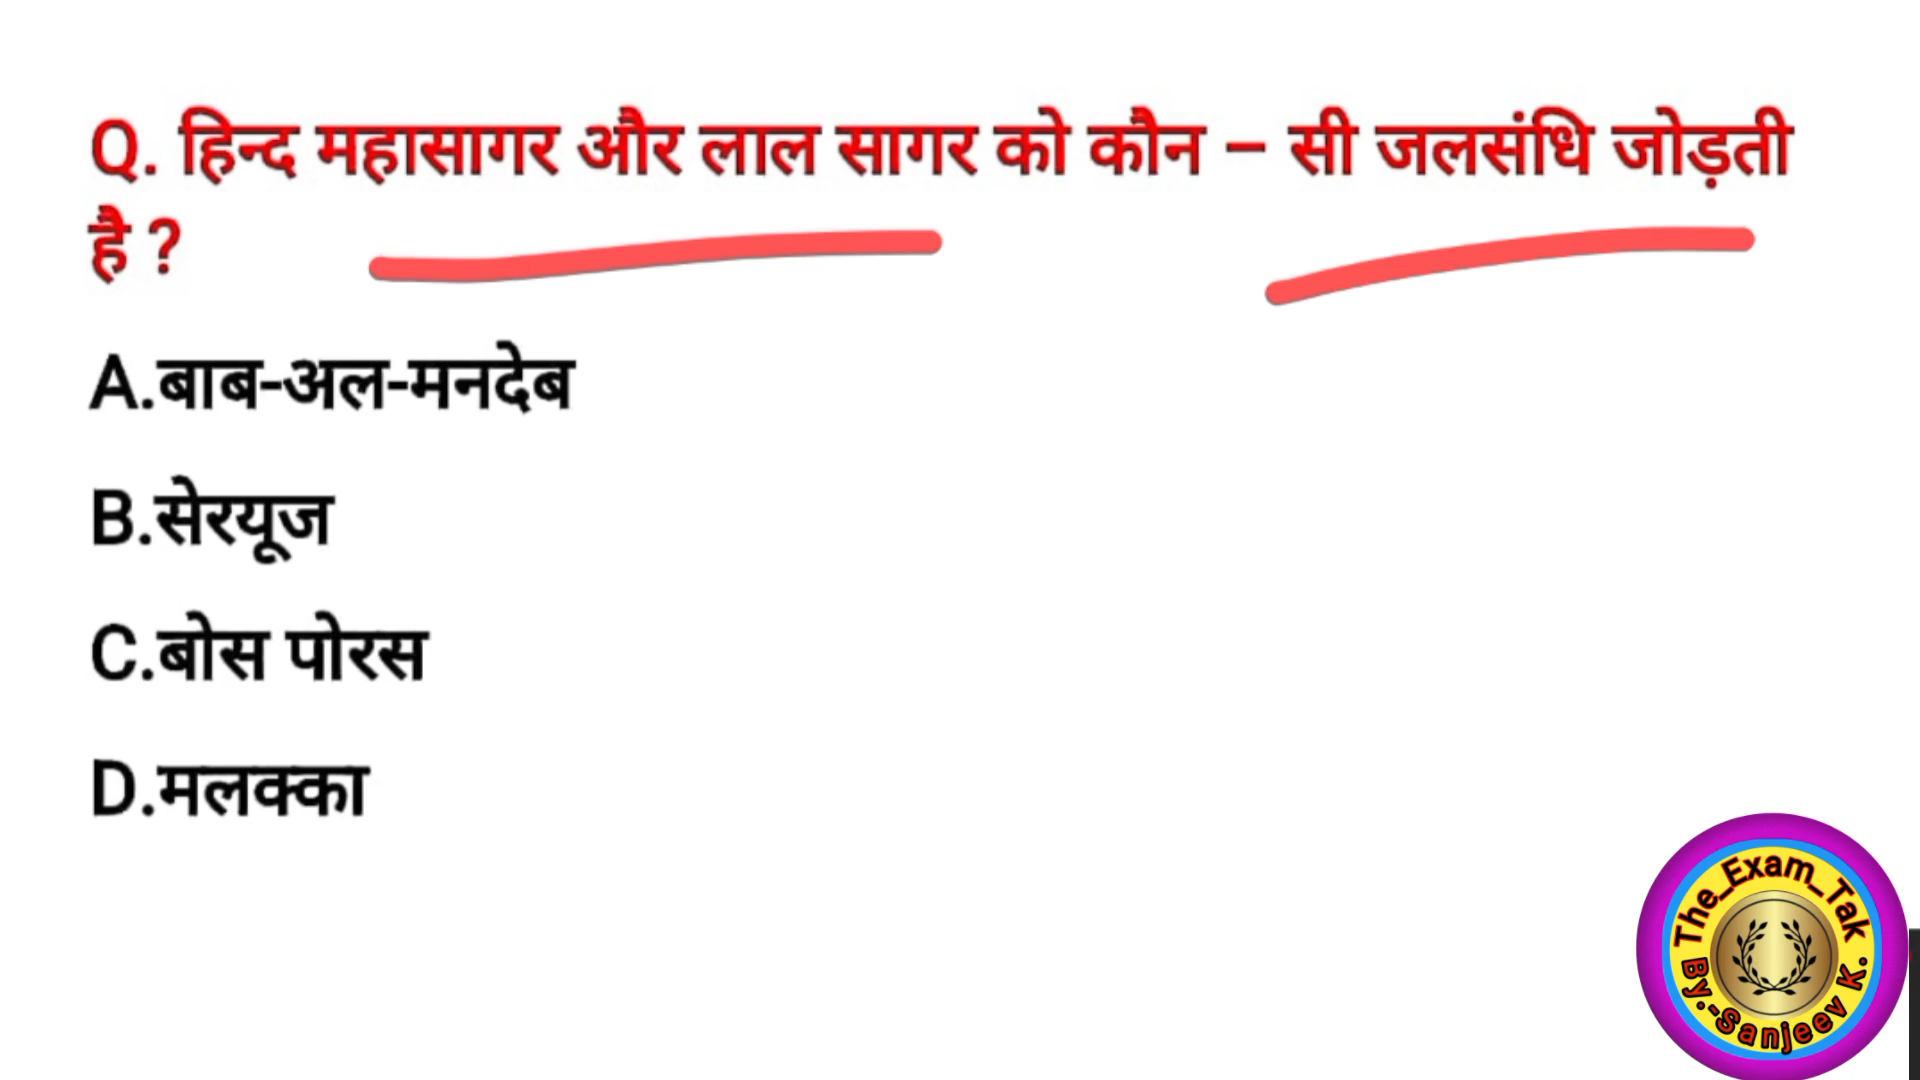 Q. हिन्द महासागर और लाल सागर को कौन – सी जलसंधि जोड़ती
है ?
A.बाब-अल-मनदेब
B.सेरयूज
C.बोस पोरस
D.मलक्का
The_Exam_Tak
By.-Sanjeev K.